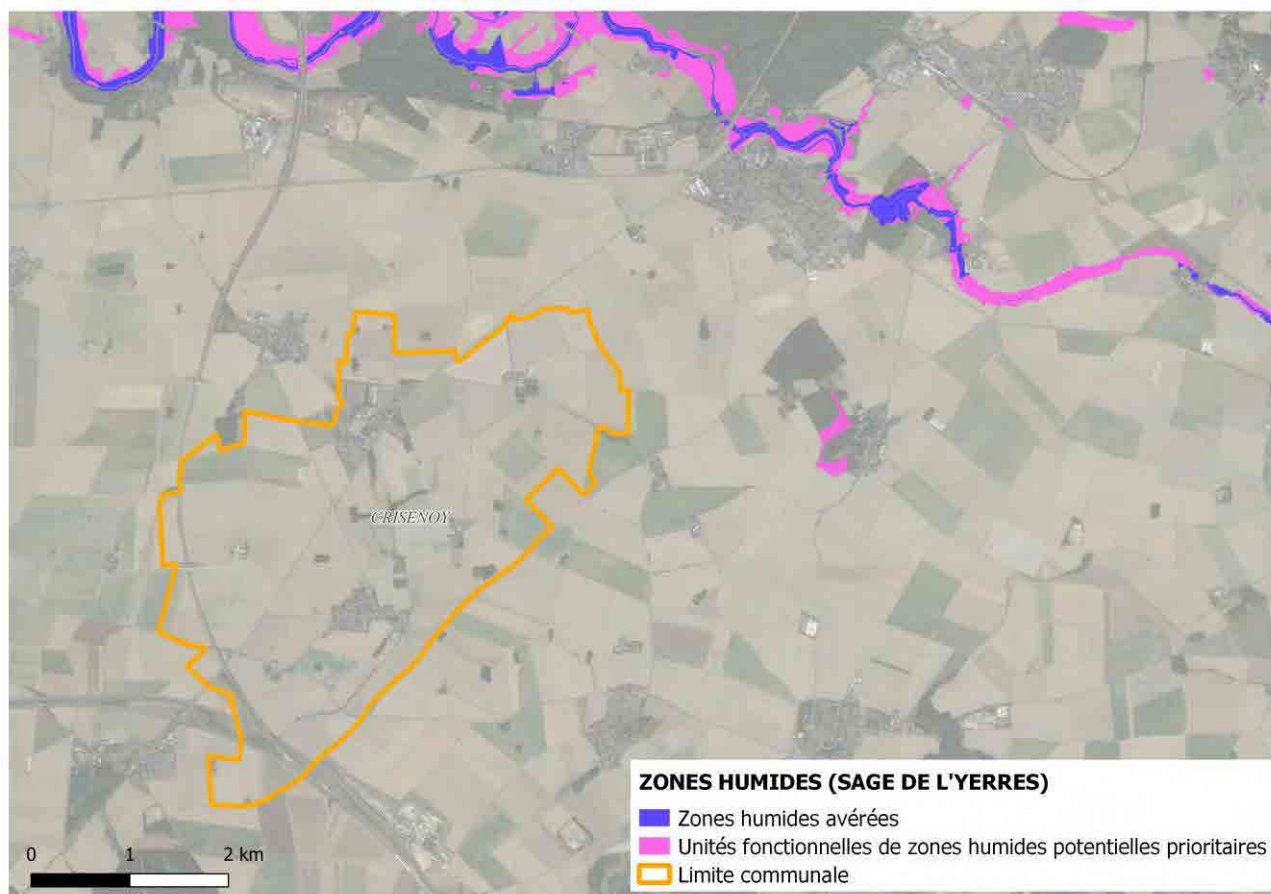 CRISENOY
ZONES HUMIDES (SAGE DE L'YERRES)
Zones humides avérées
Unités fonctionnelles de zones humides potentielles prioritaires
Limite communale
0 1 2 km